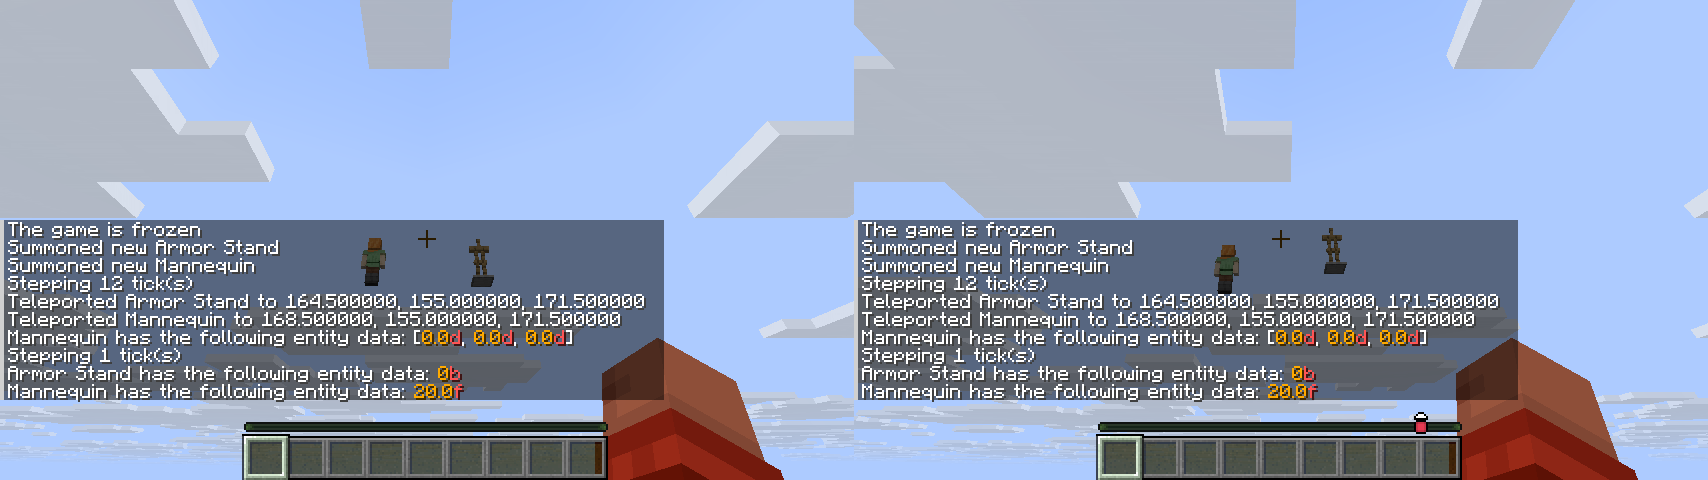 The game is frozen
Summoned new Armor Stand
Summoned new Mannequin
Stepping 12 tick(s)
Teleported Armor Stand to 164.500000, 155.000000, 171.500000
Teleported Mannequin to 168.500000, 155.000000, 171.500000
Mannequin has the following entity data: [0.0d, 0.0d, 0.0d]
Stepping 1 tick(s)
Armor Stand has the following entity data: 0b
Mannequin has the following entity data: 20.0f
The game is frozen
Summoned new Armor Stand
Summoned new Mannequin
Stepping 12 tick(s)
Teleported Armor Stand to 164.500000, 155.000000, 171.500000
Teleported Mannequin to 168.500000, 155.000000, 171.500000
Mannequin has the following entity data: [0.0d, 0.0d, 0.0d]
Stepping 1 tick(s)
Armor Stand has the following entity data: 0b
Mannequin has the following entity data: 20.0f